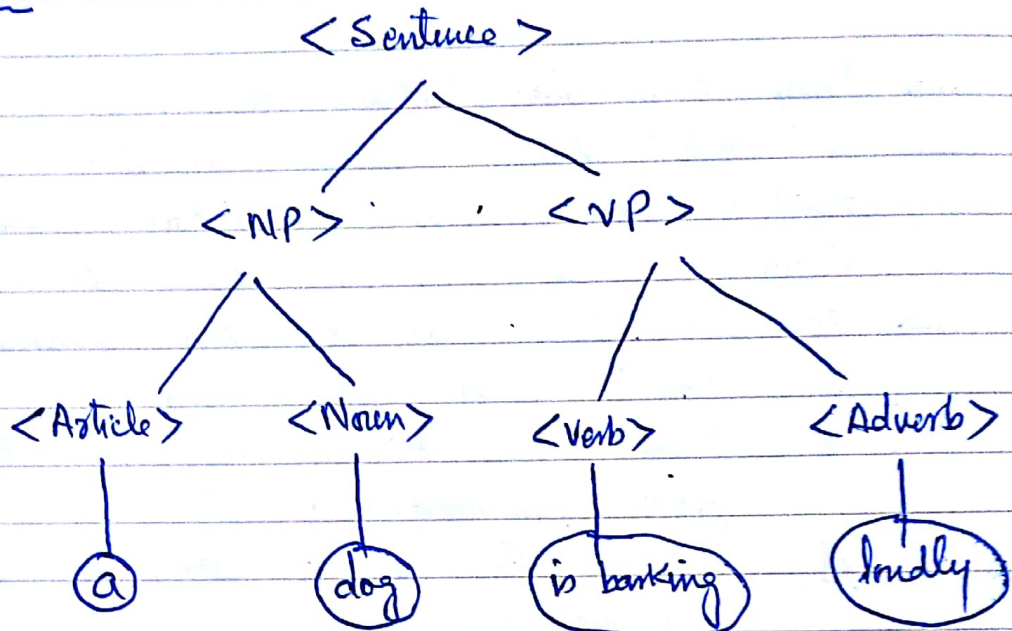 < Sentence >
<NP> <VP>
<Article> <Noun> <Verb> <Adverb>
a dog is barking loudly